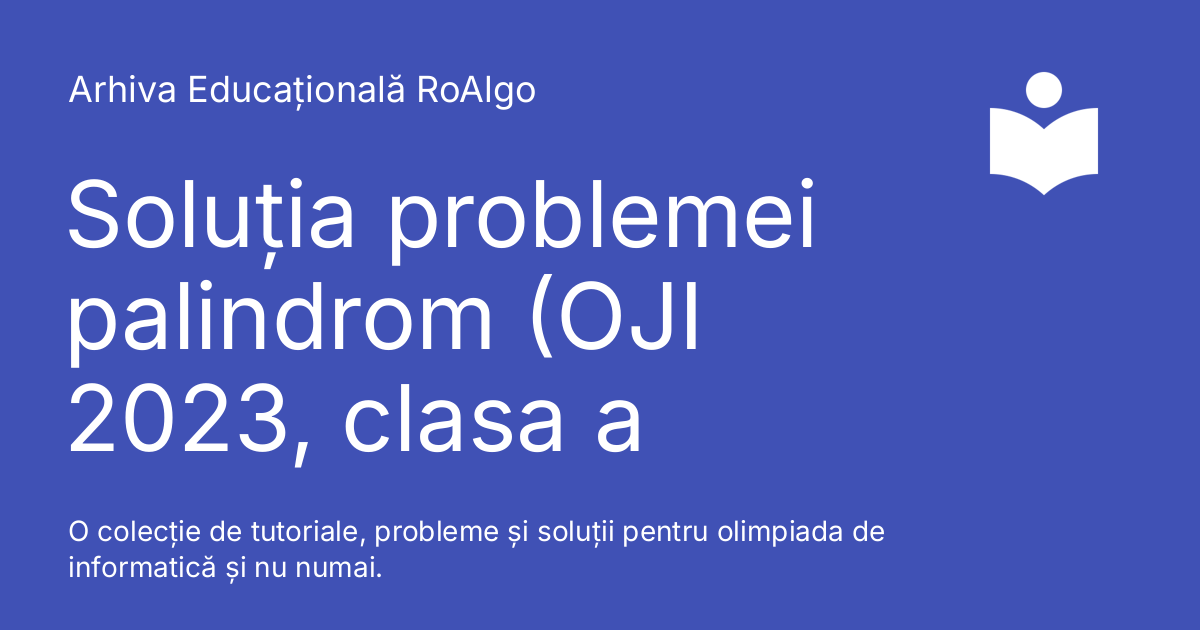 Arhiva Educațională RoAlgo
Soluția problemei
palindrom (OJI
2023, clasa a
O colecție de tutoriale, probleme și soluții pentru olimpiada de
informatică și nu numai.